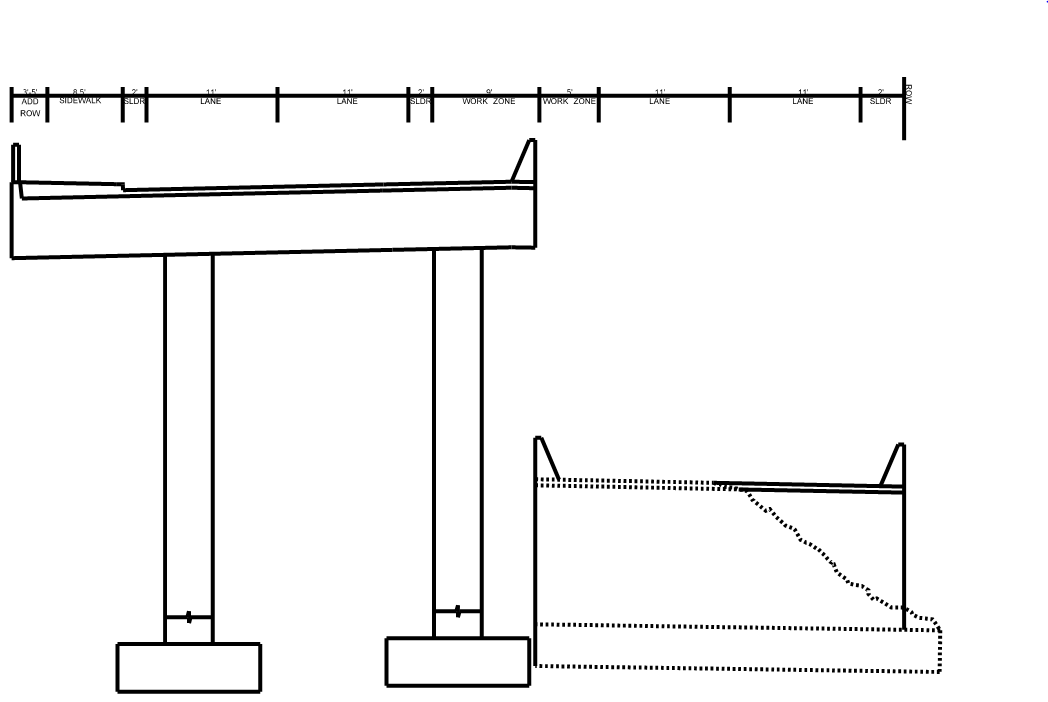 3'-5'
ADD
ROW
8.5'
SIDEWALK
2'
SLDR
11'
LANE
11'
LANE
2'
SLDR
9'
WORK ZONE
5'
WORK ZONE
11'
LANE
11'
LANE
2'
SLDR
ROW